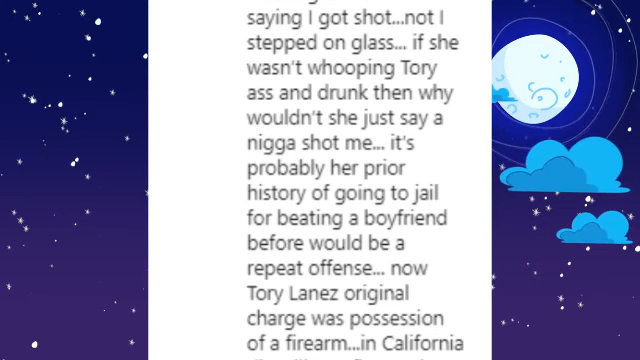 saying I got shot...not I
stepped on glass... if she
wasn't whooping Tory
ass and drunk then why
wouldn't she just say a
nigga shot me... it's
probably her prior
history of going to jail
for beating a boyfriend
before would be a
repeat offense... now
Tory Lanez original
charge was possession
of a firearm...in California